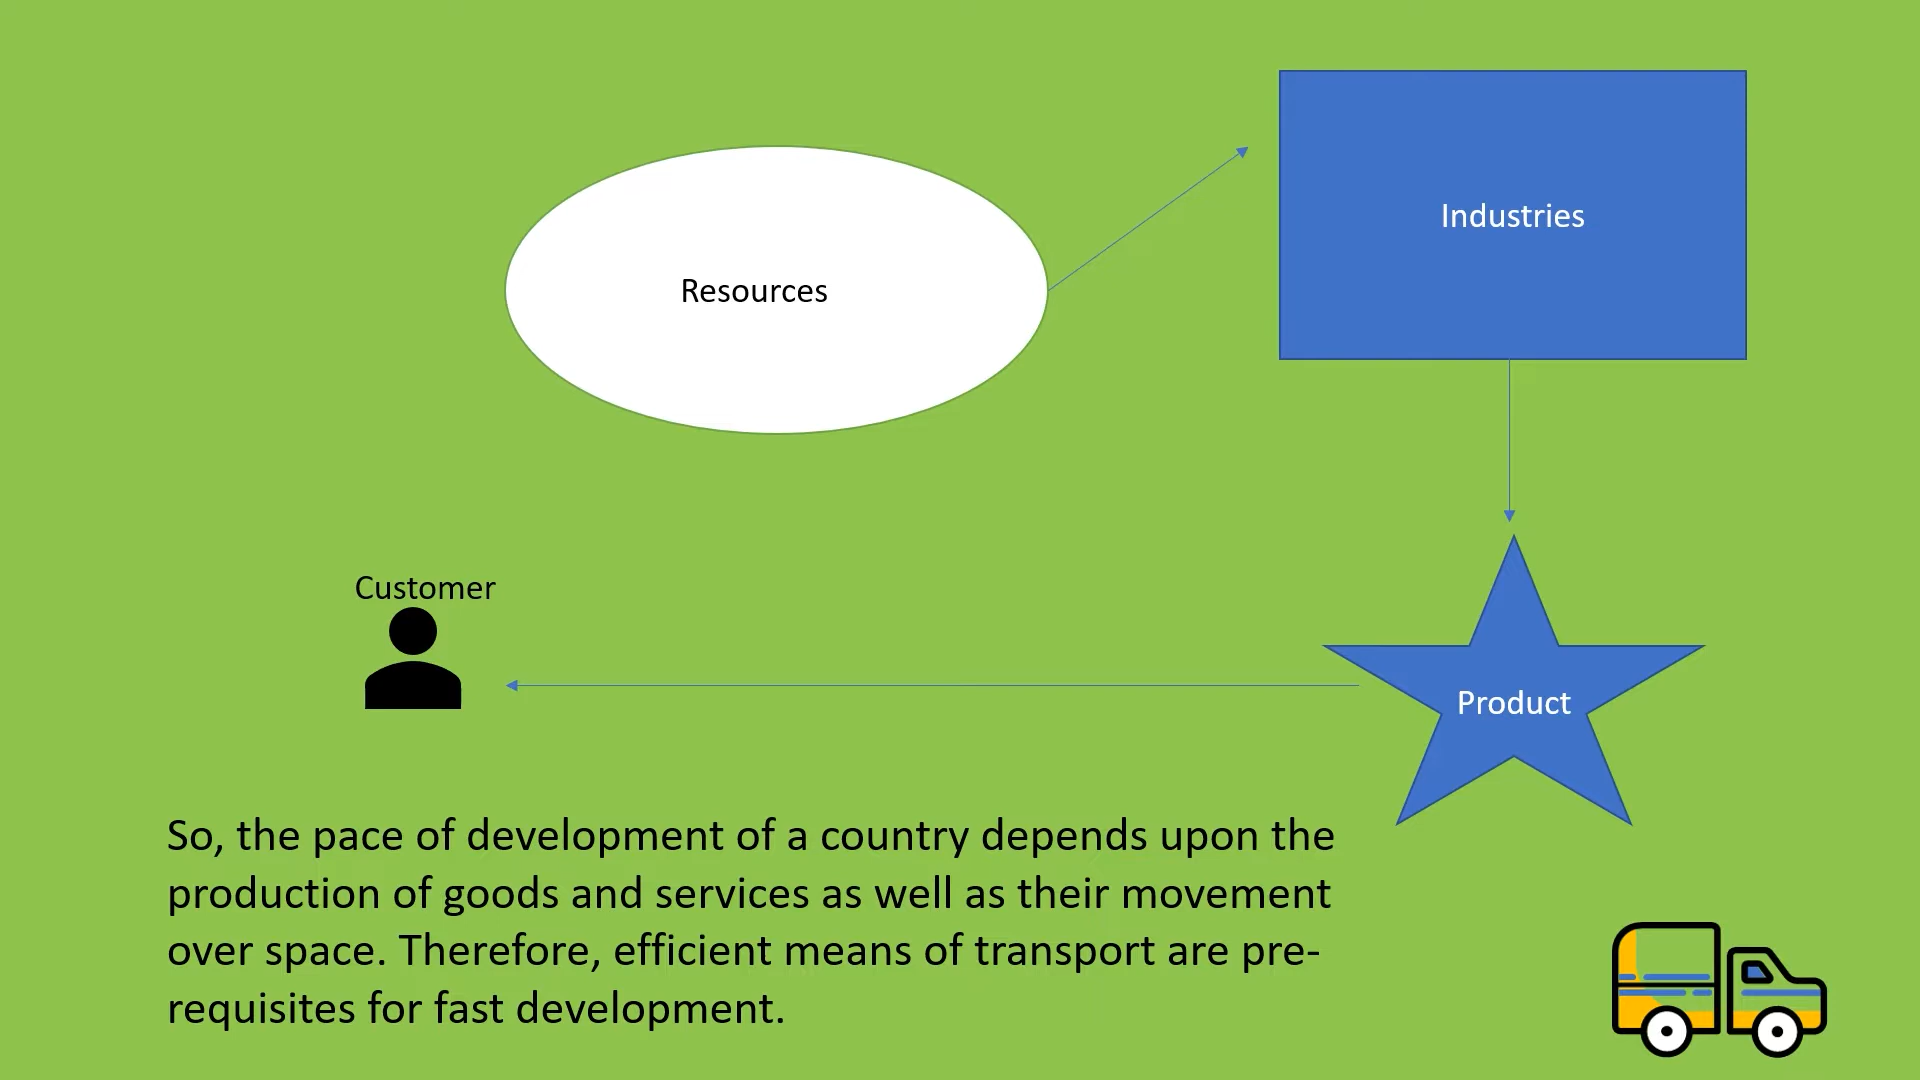 Industries
Resources
Customer
Product
So, the pace of development of a country depends upon the
production of goods and services as well as their movement
over space. Therefore, efficient means of transport are pre-
requisites for fast development.